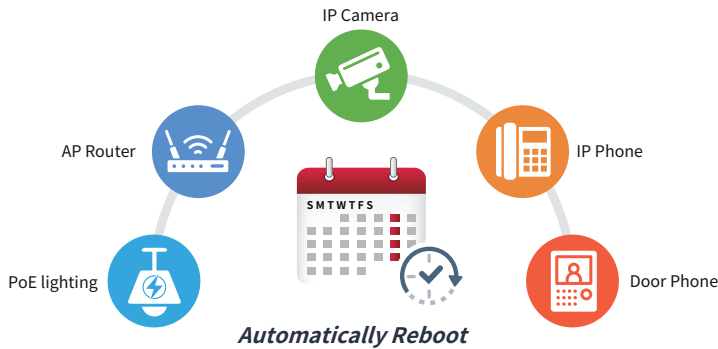 IP Camera
AP Router
IP Phone
SMTWTFS
PoE lighting
Door Phone
Automatically Reboot